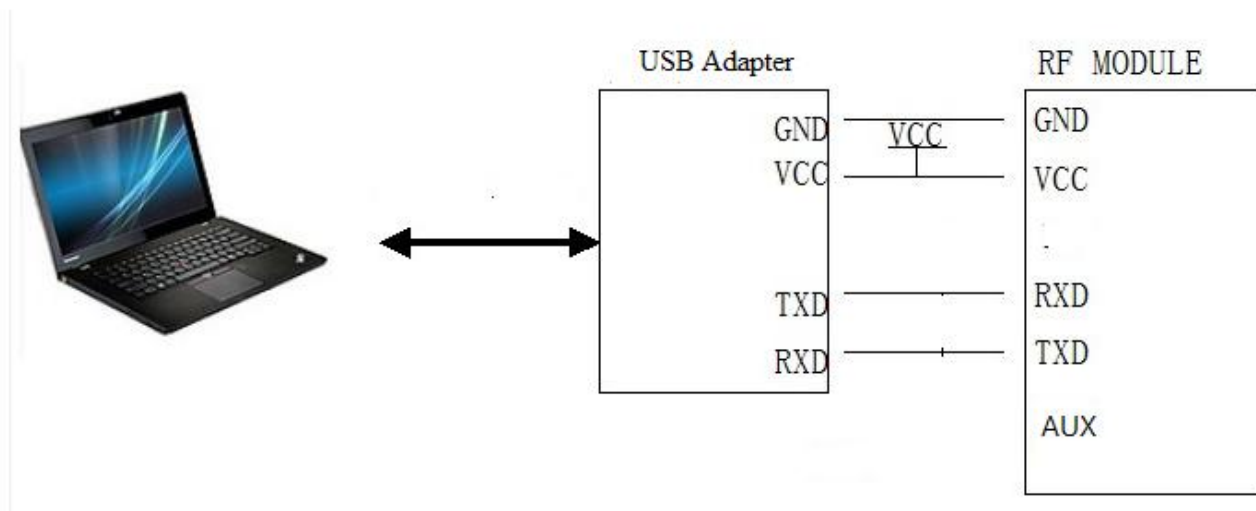 USB Adapter
RF MODULE
GND
VCC
GND
VCC
VCC
TXD
RXD
RXD
TXD
AUX